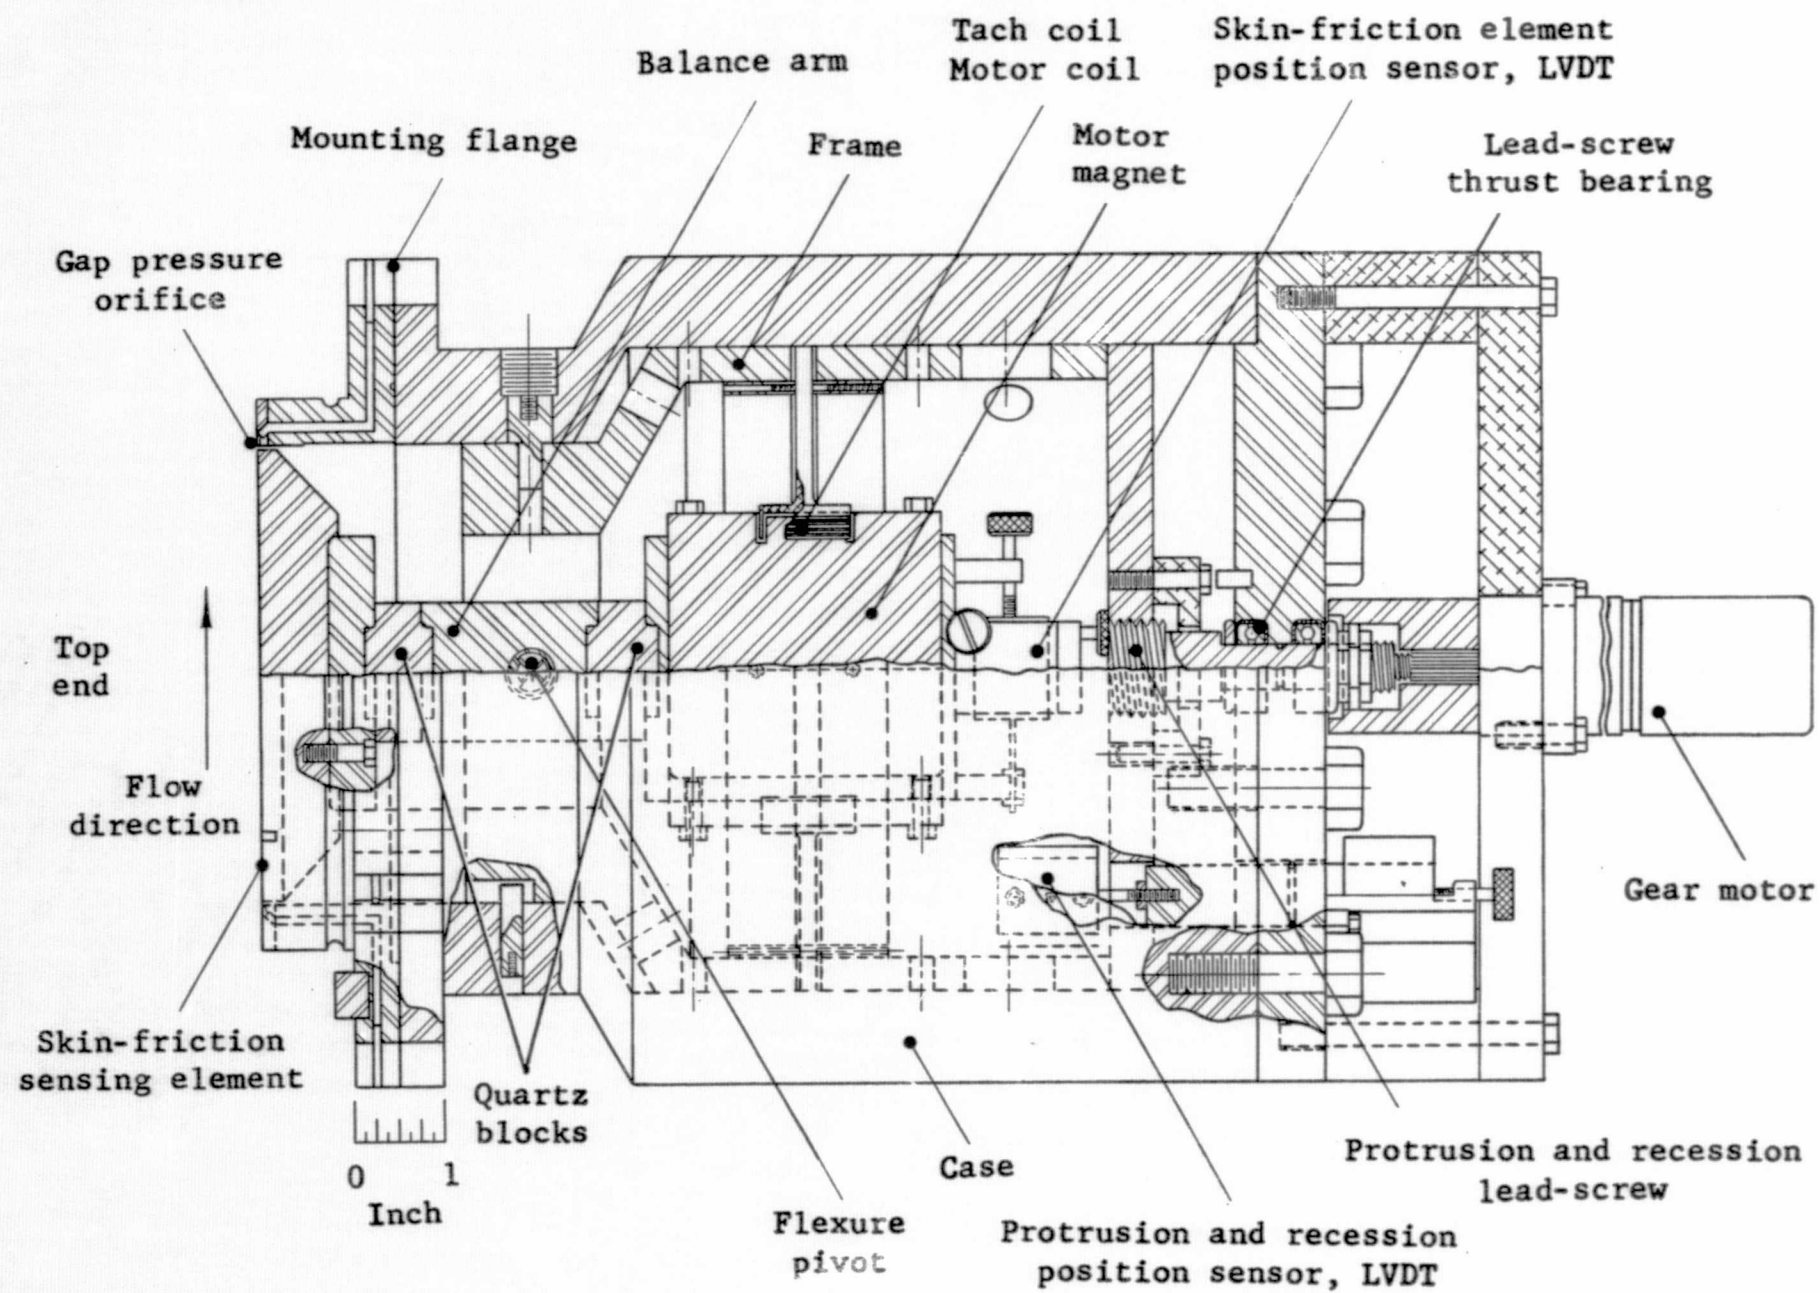 Tach coil
Motor coil
Skin-friction element
position sensor, LVDT
Balance arm
Mounting flange
Frame
Motor
magnet
Lead-screw
thrust bearing
Gap pressure
orifice
Top
end
Flow
direction
Gear motor
Skin-friction
sensing element
Quartz
blocks
0 1
Inch
Case
Protrusion and recession
lead-screw
Flexure
pivot
Protrusion and recession
position sensor, LVDT